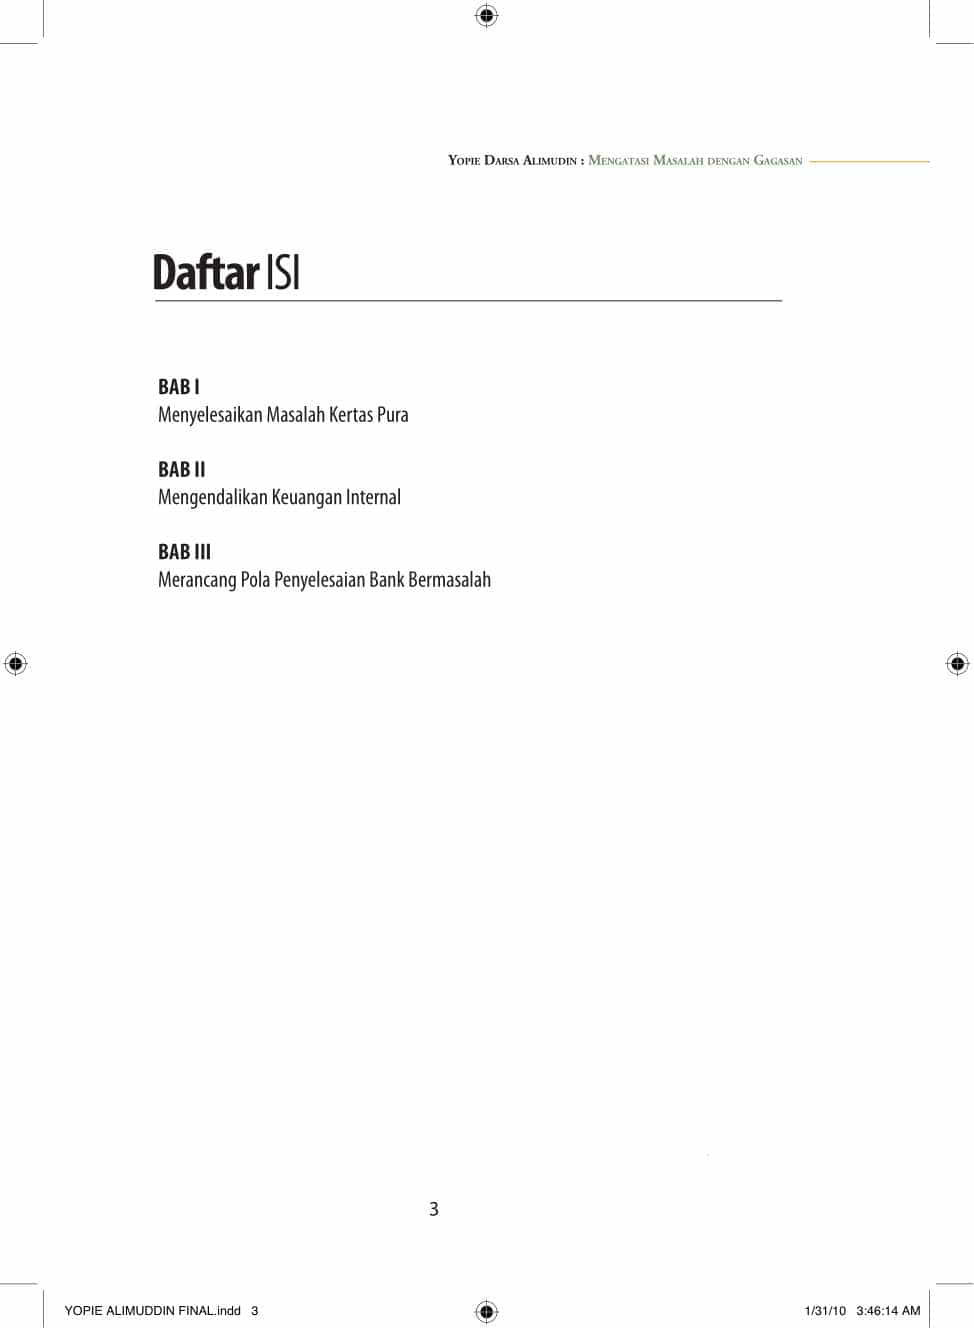 Yopie Darsa Alimudin : Mengatasi Masalah dengan Gagasan
Daftar ISI
BAB I
Menyelesaikan Masalah Kertas Pura
BAB II
Mengendalikan Keuangan Internal
BAB III
Merancang Pola Penyelesaian Bank Bermasalah
3
YOPIE ALIMUDDIN FINAL.indd 3 1/31/10 3:46:14 AM